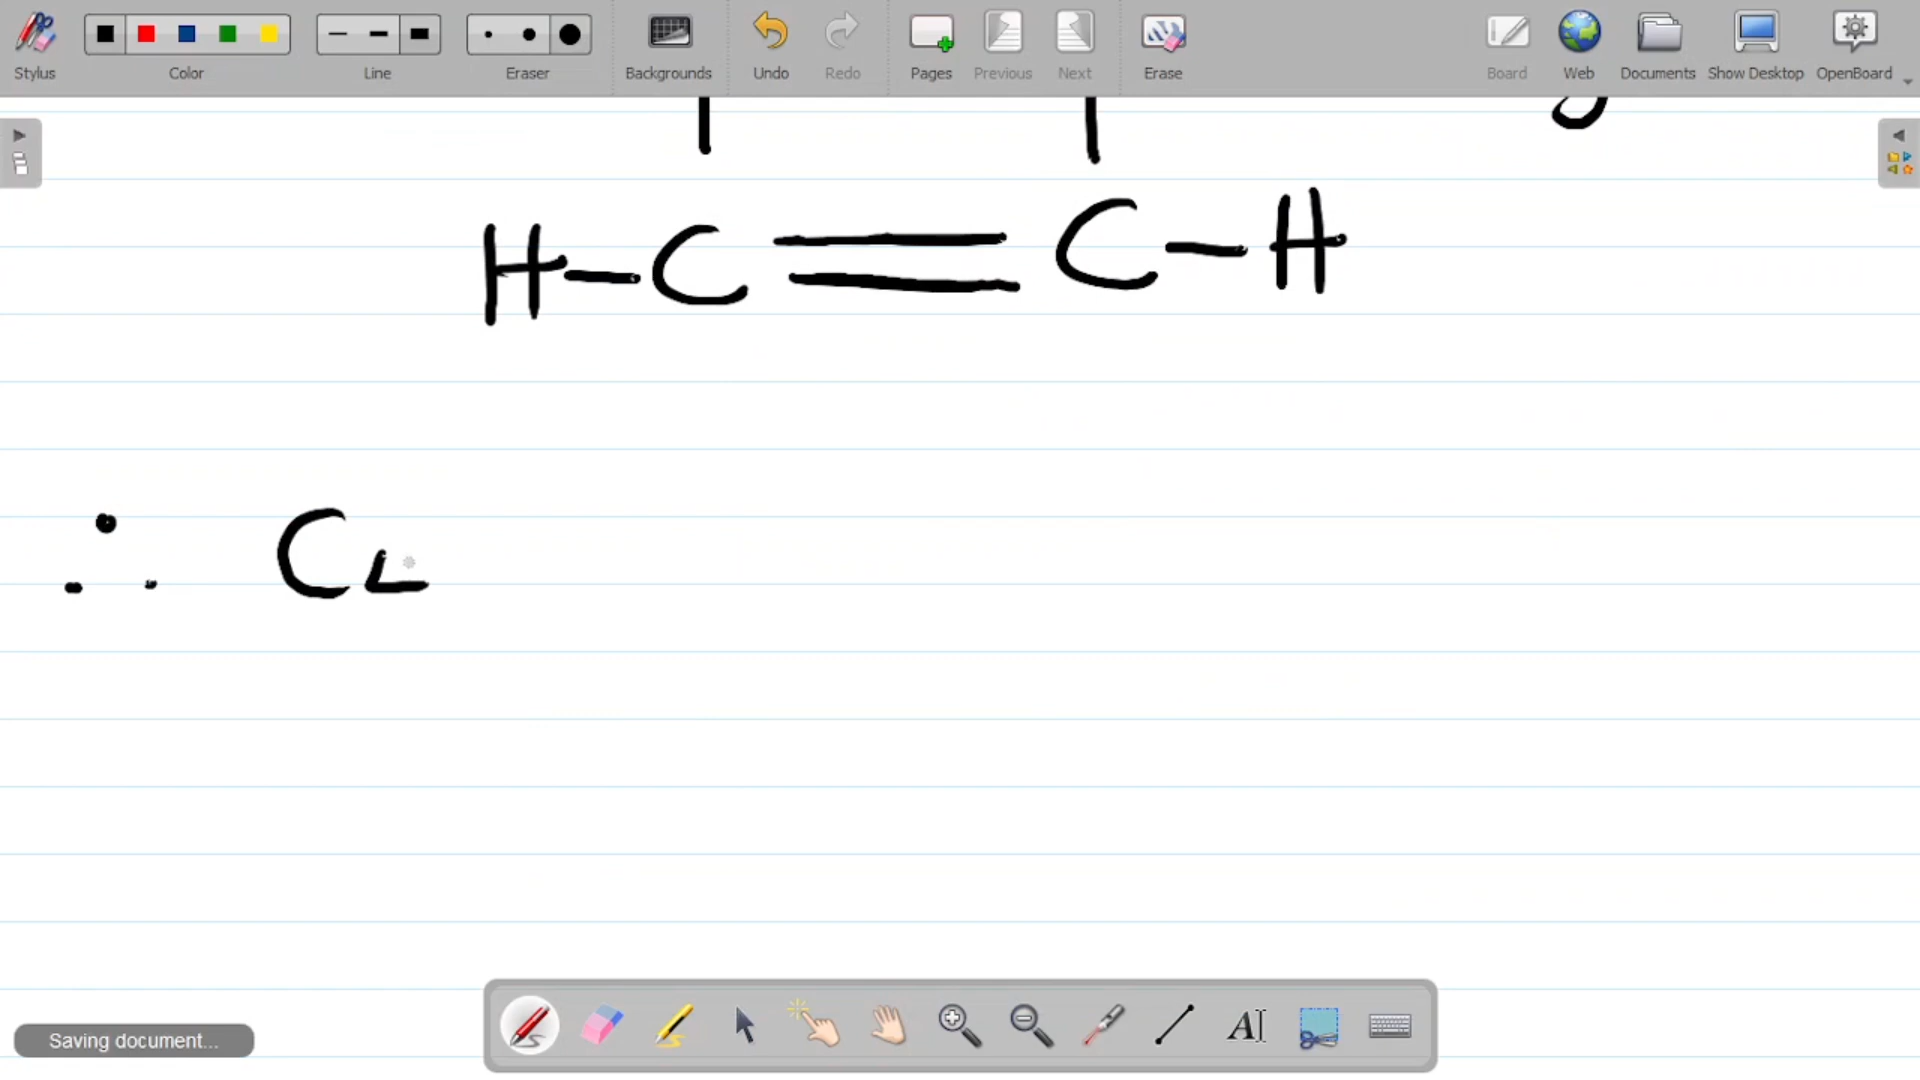 Stylus Color Line Eraser Backgrounds Undo Redo Pages Previous Next Erase Board Web Documents Show Desktop OpenBoard
H-C=C-H
∴ C
Saving document...